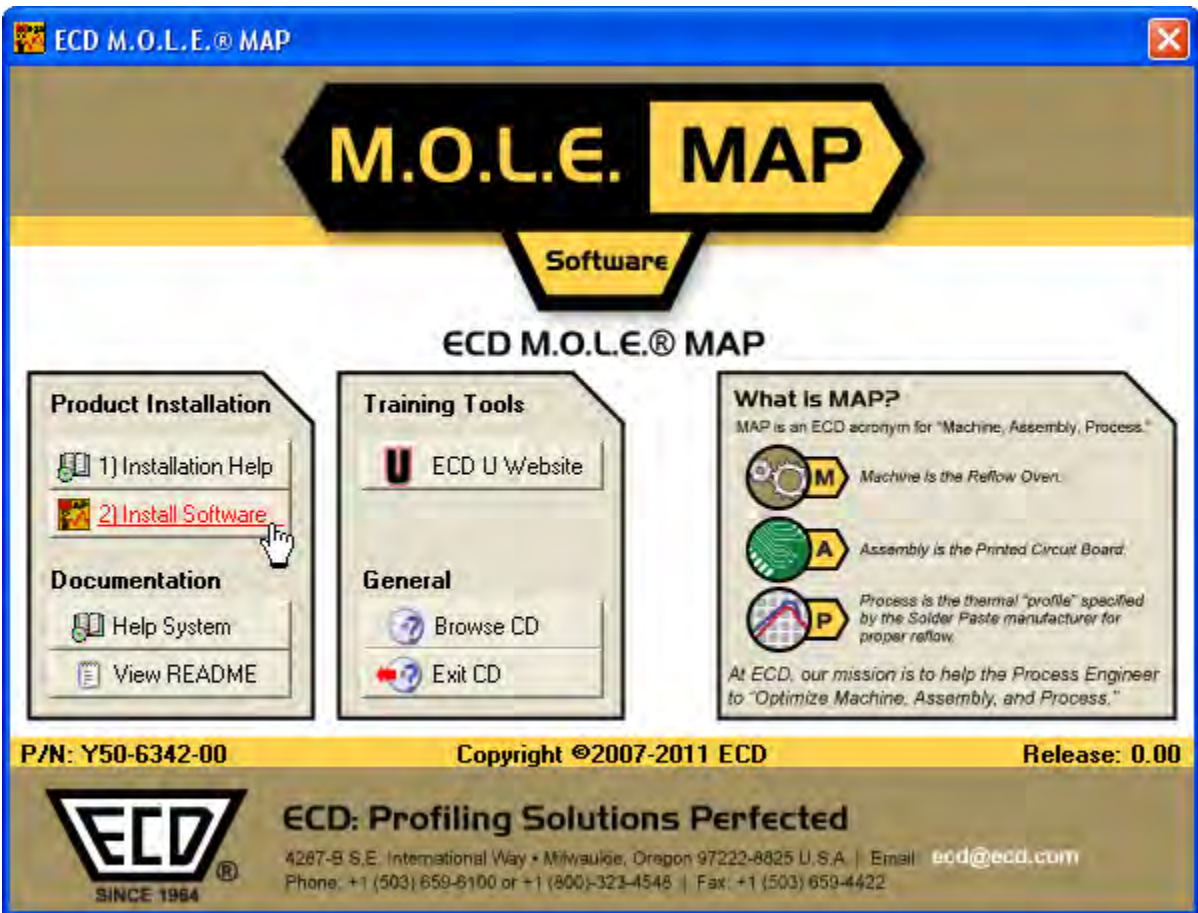 ECD M.O.L.E.® MAP
M.O.L.E. MAP
Software
ECD M.O.L.E.® MAP
Product Installation
1) Installation Help
2) Install Software
Documentation
Help System
View README
Training Tools
U ECD U Website
General
Browse CD
Exit CD
What is MAP?
MAP is an ECD acronym for "Machine, Assembly, Process."
M Machine is the Reflow Oven.
A Assembly is the Printed Circuit Board.
P Process is the thermal "profile" specified
by the Solder Paste manufacturer for
proper reflow.
At ECD, our mission is to help the Process Engineer
to "Optimize Machine, Assembly, and Process."
P/N: Y50-6342-00 Copyright ©2007-2011 ECD Release: 0.00
ECD®
SINCE 1964
ECD: Profiling Solutions Perfected
4287-B S.E. International Way • Milwaukie, Oregon 97222-8825 U.S.A. | Email: ecd@ecd.com
Phone: +1 (503) 659-6100 or +1 (800)-323-4548 | Fax: +1 (503) 659-4422